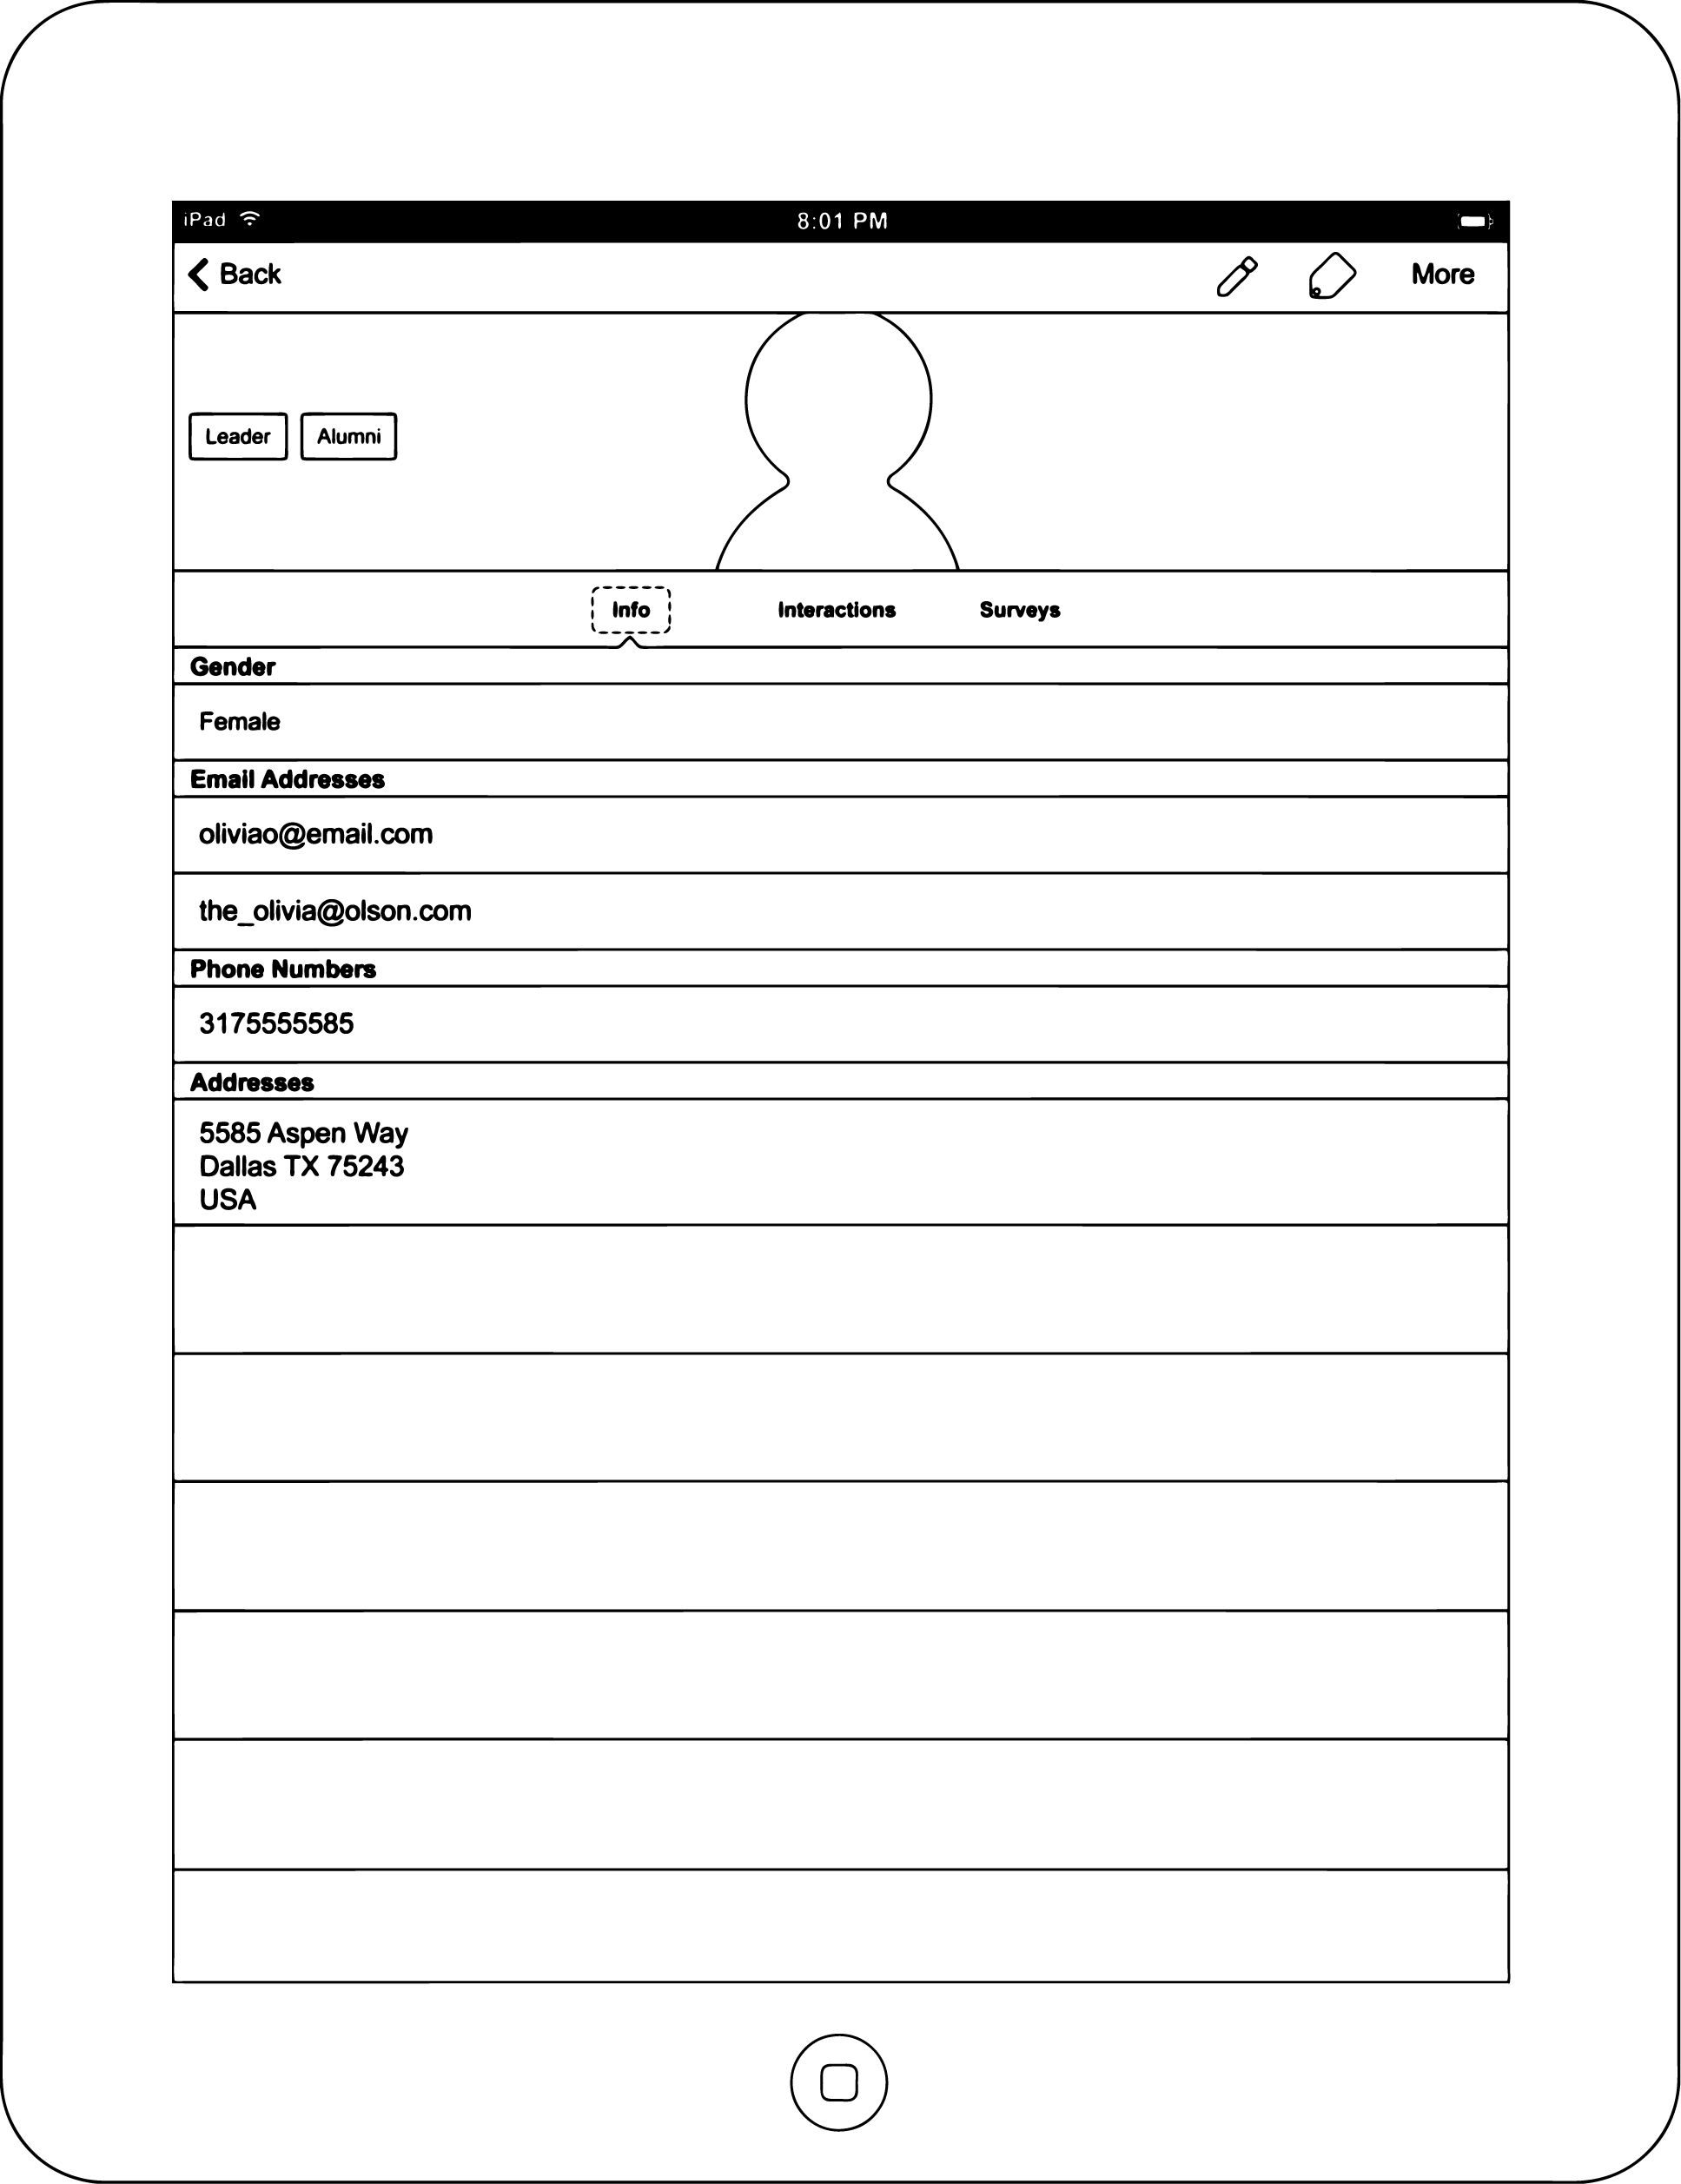 iPad 8:01 PM
Back More
Leader Alumni
Info Interactions Surveys
Gender
Female
Email Addresses
oliviao@email.com
the_olivia@olson.com
Phone Numbers
3175555585
Addresses
5585 Aspen Way
Dallas TX 75243
USA